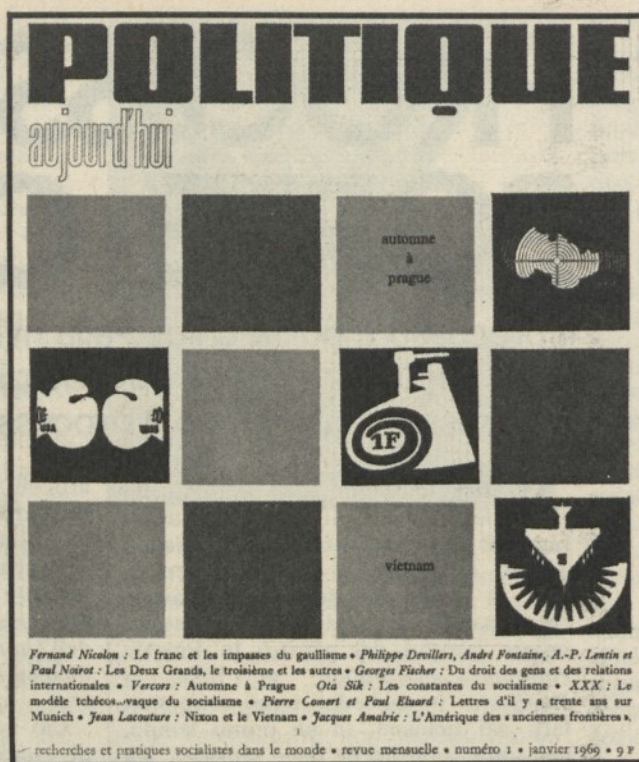 POLITIQUE
aujourd'hui
automne
à
prague
USA
1F
vietnam
Fernand Nicolon : Le franc et les impasses du gaullisme • Philippe Devillers, André Fontaine, A.-P. Lentin et
Paul Noirot : Les Deux Grands, le troisième et les autres • Georges Fischer : Du droit des gens et des relations
internationales • Vercors : Automne à Prague Ota Sik : Les constantes du socialisme • XXX : Le
modèle tchécos...vaque du socialisme • Pierre Comert et Paul Eluard : Lettres d'il y a trente ans sur
Munich • Jean Lacouture : Nixon et le Vietnam • Jacques Amalric : L'Amérique des « anciennes frontières ».
recherches et pratiques socialistes dans le monde • revue mensuelle • numéro 1 • janvier 1969 • 9 F